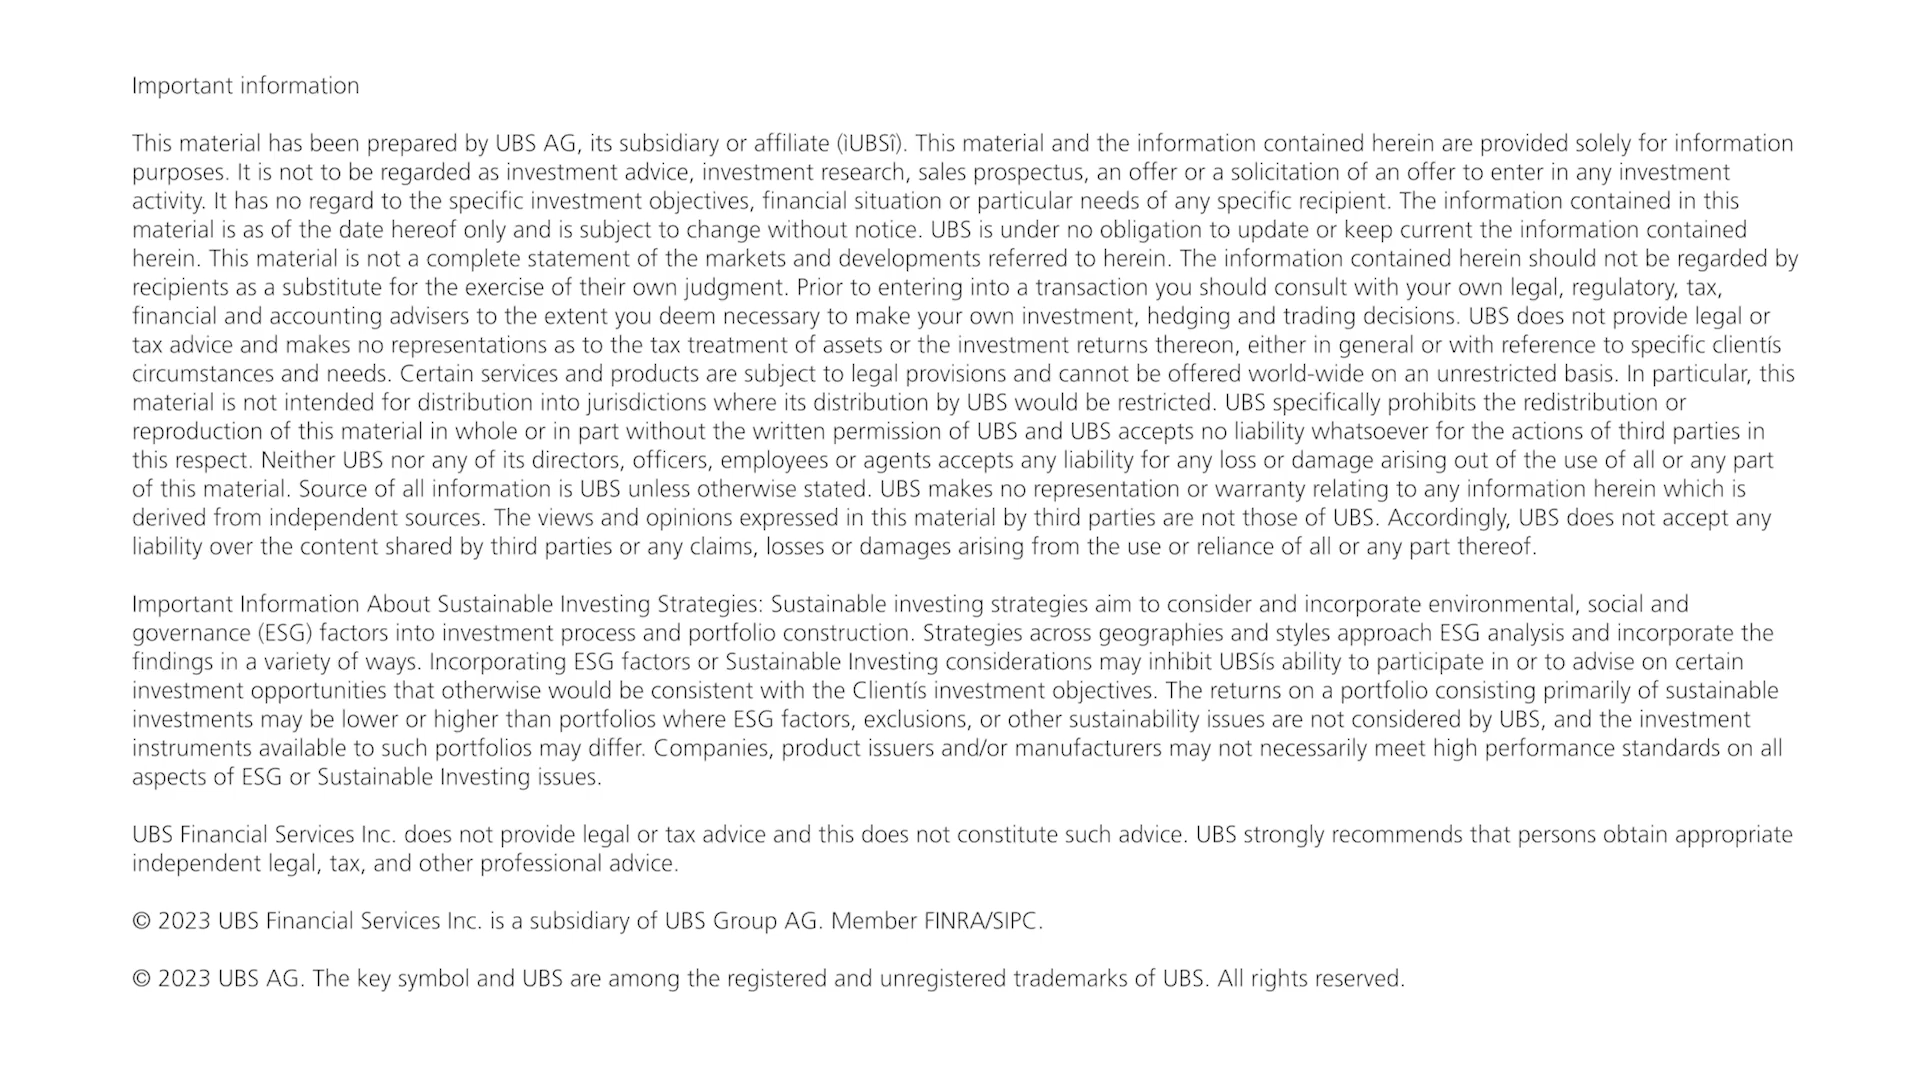 Important information
This material has been prepared by UBS AG, its subsidiary or affiliate (ìUBSî). This material and the information contained herein are provided solely for information
purposes. It is not to be regarded as investment advice, investment research, sales prospectus, an offer or a solicitation of an offer to enter in any investment
activity. It has no regard to the specific investment objectives, financial situation or particular needs of any specific recipient. The information contained in this
material is as of the date hereof only and is subject to change without notice. UBS is under no obligation to update or keep current the information contained
herein. This material is not a complete statement of the markets and developments referred to herein. The information contained herein should not be regarded by
recipients as a substitute for the exercise of their own judgment. Prior to entering into a transaction you should consult with your own legal, regulatory, tax,
financial and accounting advisers to the extent you deem necessary to make your own investment, hedging and trading decisions. UBS does not provide legal or
tax advice and makes no representations as to the tax treatment of assets or the investment returns thereon, either in general or with reference to specific clientís
circumstances and needs. Certain services and products are subject to legal provisions and cannot be offered world-wide on an unrestricted basis. In particular, this
material is not intended for distribution into jurisdictions where its distribution by UBS would be restricted. UBS specifically prohibits the redistribution or
reproduction of this material in whole or in part without the written permission of UBS and UBS accepts no liability whatsoever for the actions of third parties in
this respect. Neither UBS nor any of its directors, officers, employees or agents accepts any liability for any loss or damage arising out of the use of all or any part
of this material. Source of all information is UBS unless otherwise stated. UBS makes no representation or warranty relating to any information herein which is
derived from independent sources. The views and opinions expressed in this material by third parties are not those of UBS. Accordingly, UBS does not accept any
liability over the content shared by third parties or any claims, losses or damages arising from the use or reliance of all or any part thereof.
Important Information About Sustainable Investing Strategies: Sustainable investing strategies aim to consider and incorporate environmental, social and
governance (ESG) factors into investment process and portfolio construction. Strategies across geographies and styles approach ESG analysis and incorporate the
findings in a variety of ways. Incorporating ESG factors or Sustainable Investing considerations may inhibit UBSís ability to participate in or to advise on certain
investment opportunities that otherwise would be consistent with the Clientís investment objectives. The returns on a portfolio consisting primarily of sustainable
investments may be lower or higher than portfolios where ESG factors, exclusions, or other sustainability issues are not considered by UBS, and the investment
instruments available to such portfolios may differ. Companies, product issuers and/or manufacturers may not necessarily meet high performance standards on all
aspects of ESG or Sustainable Investing issues.
UBS Financial Services Inc. does not provide legal or tax advice and this does not constitute such advice. UBS strongly recommends that persons obtain appropriate
independent legal, tax, and other professional advice.
© 2023 UBS Financial Services Inc. is a subsidiary of UBS Group AG. Member FINRA/SIPC.
© 2023 UBS AG. The key symbol and UBS are among the registered and unregistered trademarks of UBS. All rights reserved.